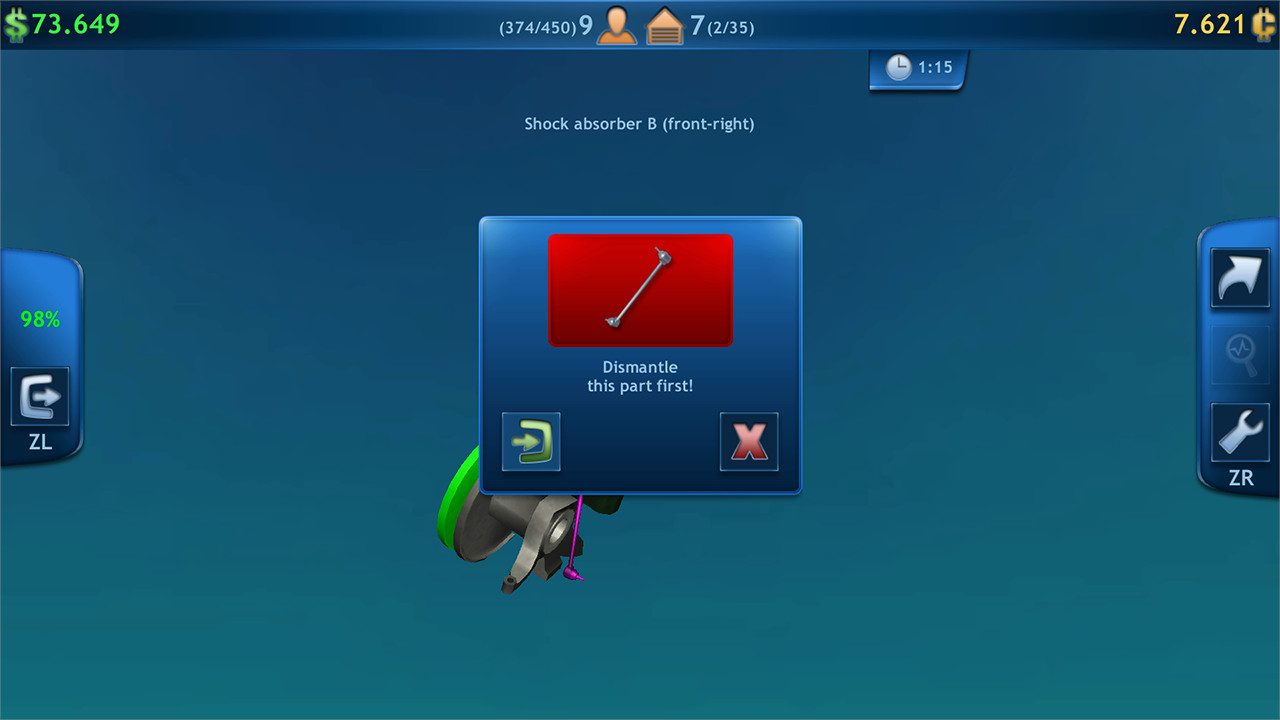 $73.649
(374/450) 9
7 (2/35)
7.621
1:15
Shock absorber B (front-right)
98%
Dismantle
this part first!
ZL
ZR